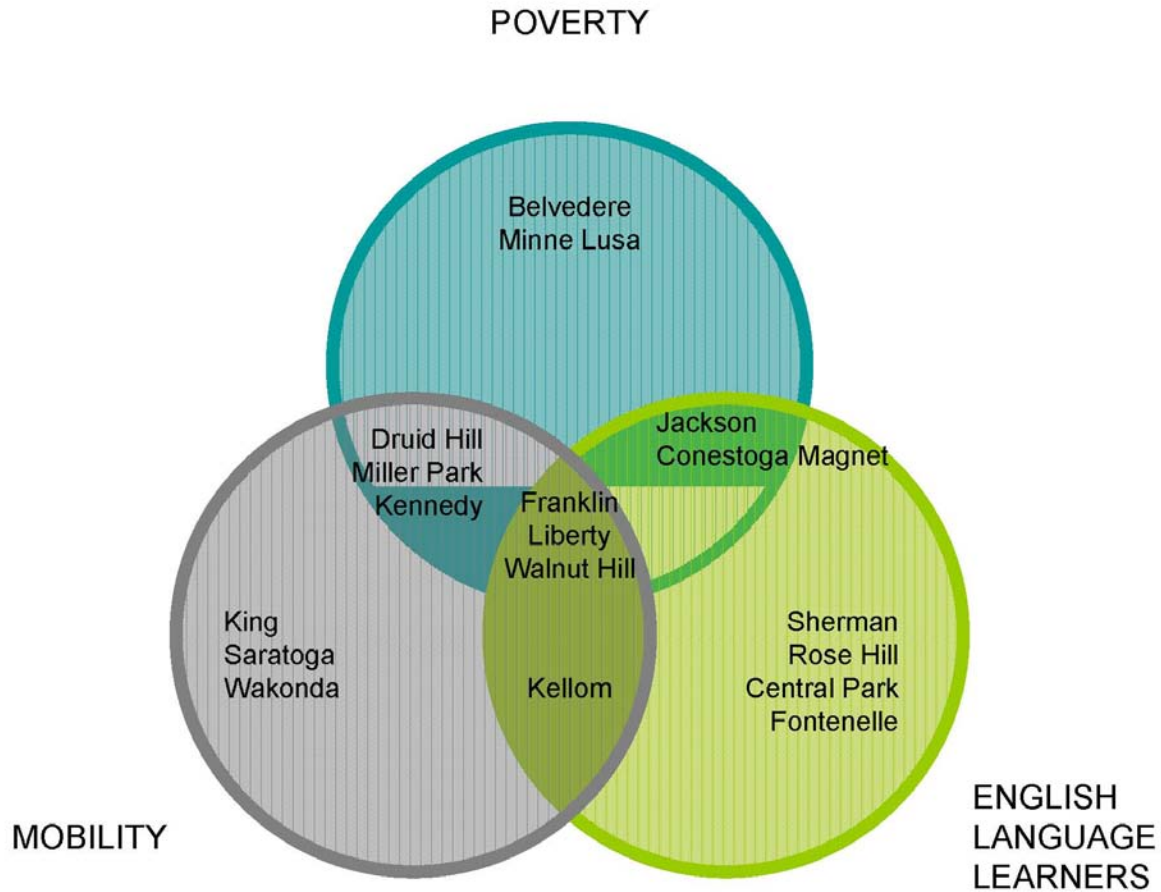 POVERTY
Belvedere
Minne Lusa
Druid Hill
Miller Park
Kennedy
Jackson
Conestoga Magnet
Franklin
Liberty
Walnut Hill
King
Saratoga
Wakonda
Kellom
Sherman
Rose Hill
Central Park
Fontenelle
MOBILITY
ENGLISH
LANGUAGE
LEARNERS